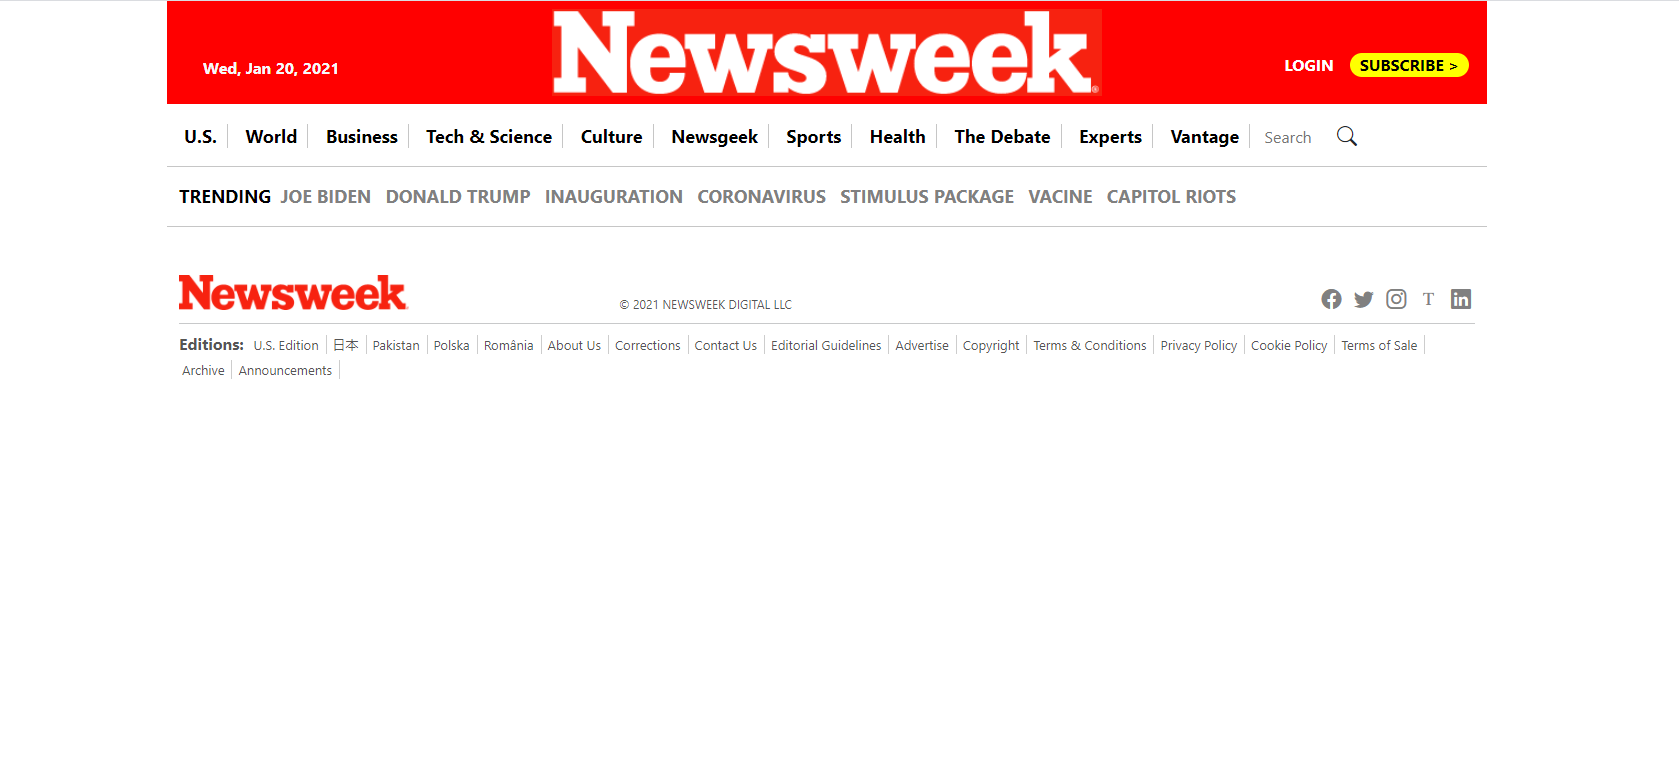 Wed, Jan 20, 2021
Newsweek
LOGIN
SUBSCRIBE >
U.S. World Business Tech & Science Culture Newsgeek Sports Health The Debate Experts Vantage Search
TRENDING JOE BIDEN DONALD TRUMP INAUGURATION CORONAVIRUS STIMULUS PACKAGE VACINE CAPITOL RIOTS
Newsweek
© 2021 NEWSWEEK DIGITAL LLC
T
Editions: U.S. Edition 日本 Pakistan Polska România About Us Corrections Contact Us Editorial Guidelines Advertise Copyright Terms & Conditions Privacy Policy Cookie Policy Terms of Sale
Archive Announcements